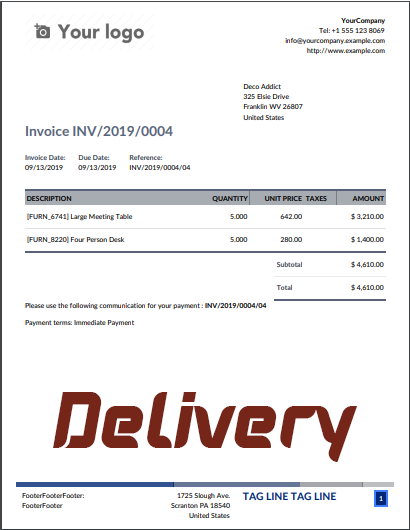 Your logo
YourCompany
Tel: +1 555 123 8069
info@yourcompany.example.com
http://www.example.com
Deco Addict
325 Elsie Drive
Franklin WV 26807
United States
Invoice INV/2019/0004
Invoice Date: Due Date: Reference:
09/13/2019 09/13/2019 INV/2019/0004/04
DESCRIPTION QUANTITY UNIT PRICE TAXES AMOUNT
[FURN_6741] Large Meeting Table 5.000 642.00 $ 3,210.00
[FURN_8220] Four Person Desk 5.000 280.00 $ 1,400.00
Subtotal $ 4,610.00
Total $ 4,610.00
Please use the following communication for your payment : INV/2019/0004/04
Payment terms: Immediate Payment
Delivery
FooterFooterFooter:
FooterFooter
1725 Slough Ave.
Scranton PA 18540
United States
TAG LINE TAG LINE
1